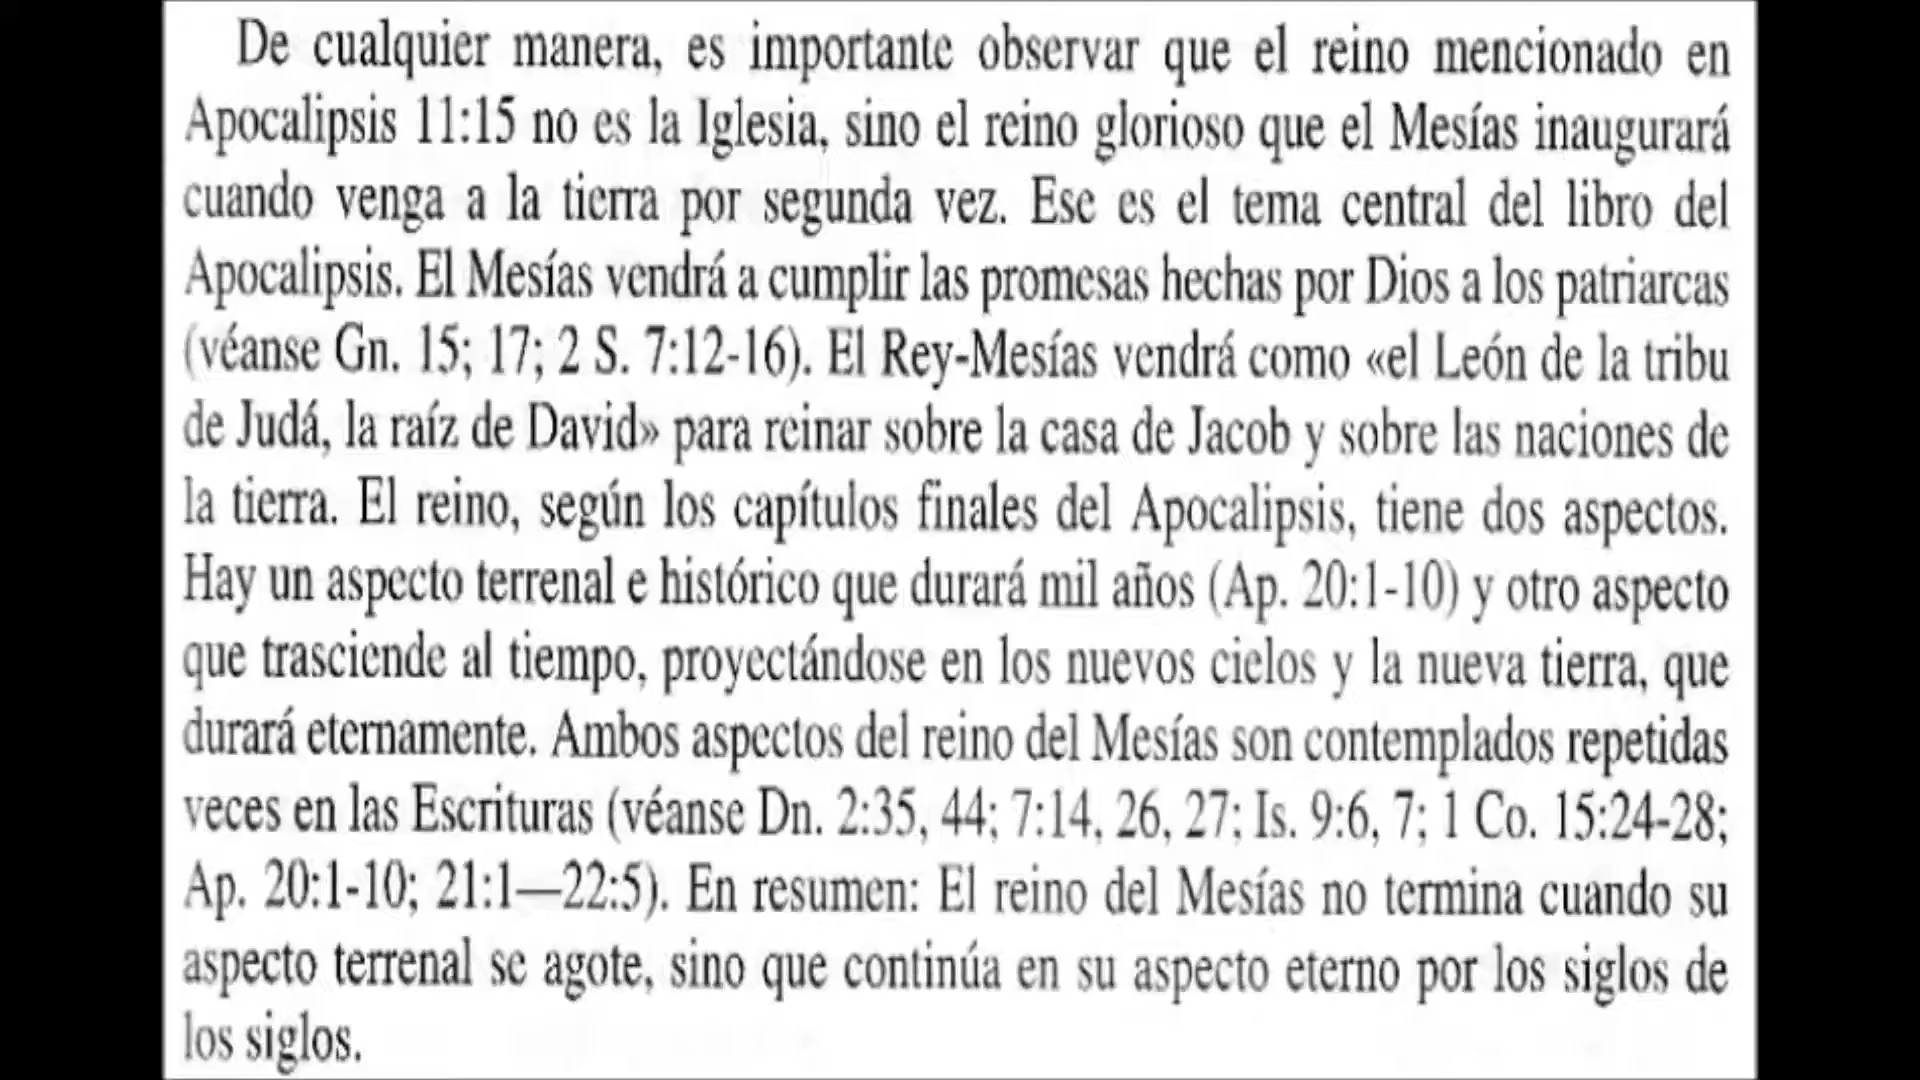 De cualquier manera, es importante observar que el reino mencionado en
Apocalipsis 11:15 no es la Iglesia, sino el reino glorioso que el Mesías inaugurará
cuando venga a la tierra por segunda vez. Ese es el tema central del libro del
Apocalipsis. El Mesías vendrá a cumplir las promesas hechas por Dios a los patriarcas
(véanse Gn. 15; 17; 2 S. 7:12-16). El Rey-Mesías vendrá como «el León de la tribu
de Judá, la raíz de David» para reinar sobre la casa de Jacob y sobre las naciones de
la tierra. El reino, según los capítulos finales del Apocalipsis, tiene dos aspectos.
Hay un aspecto terrenal e histórico que durará mil años (Ap. 20:1-10) y otro aspecto
que trasciende al tiempo, proyectándose en los nuevos cielos y la nueva tierra, que
durará eternamente. Ambos aspectos del reino del Mesías son contemplados repetidas
veces en las Escrituras (véanse Dn. 2:35, 44; 7:14, 26, 27; Is. 9:6, 7; 1 Co. 15:24-28;
Ap. 20:1-10; 21:1—22:5). En resumen: El reino del Mesías no termina cuando su
aspecto terrenal se agote, sino que continúa en su aspecto eterno por los siglos de
los siglos.